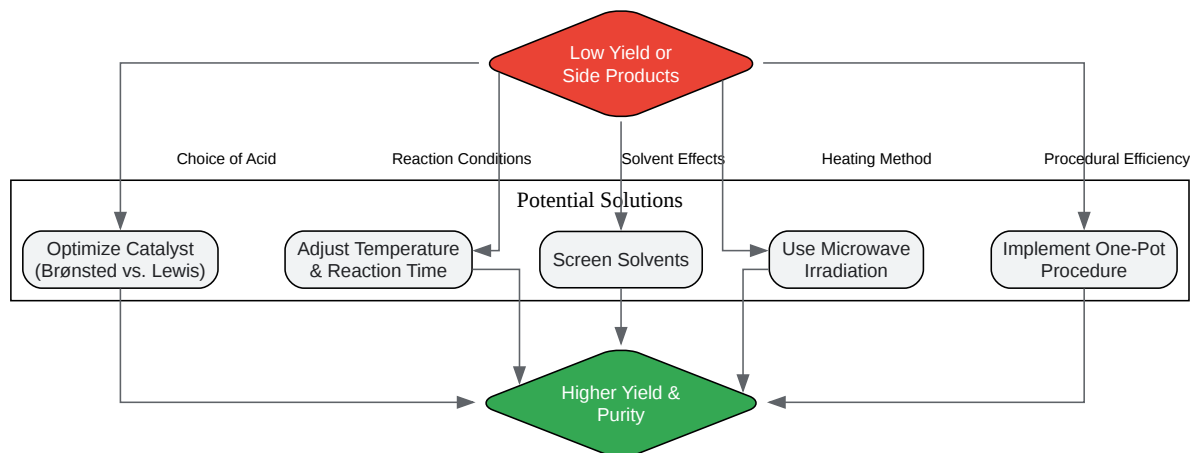 Low Yield or
Side Products
Choice of Acid
Reaction Conditions
Solvent Effects
Heating Method
Procedural Efficiency
Potential Solutions
Optimize Catalyst
(Brønsted vs. Lewis)
Adjust Temperature
& Reaction Time
Screen Solvents
Use Microwave
Irradiation
Implement One-Pot
Procedure
Higher Yield &
Purity